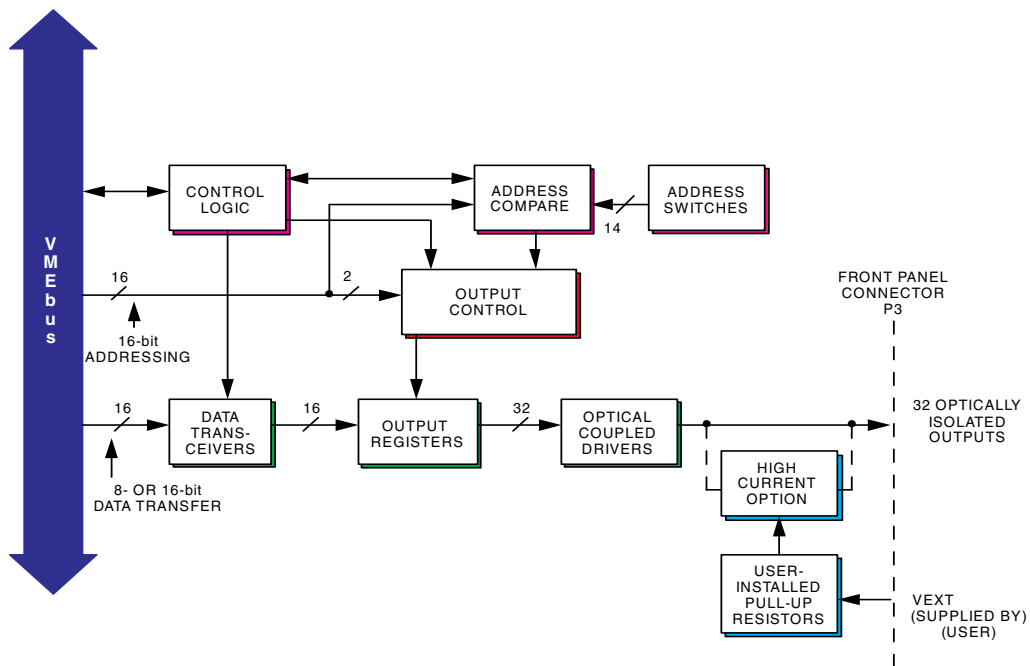 VMEbus
CONTROL
LOGIC
ADDRESS
COMPARE
ADDRESS
SWITCHES
14
16
2
OUTPUT
CONTROL
16-bit
ADDRESSING
FRONT PANEL
CONNECTOR
P3
16
DATA
TRANS-
CEIVERS
16
OUTPUT
REGISTERS
32
OPTICAL
COUPLED
DRIVERS
32 OPTICALLY
ISOLATED
OUTPUTS
8- OR 16-bit
DATA TRANSFER
HIGH
CURRENT
OPTION
USER-
INSTALLED
PULL-UP
RESISTORS
VEXT
(SUPPLIED BY)
(USER)